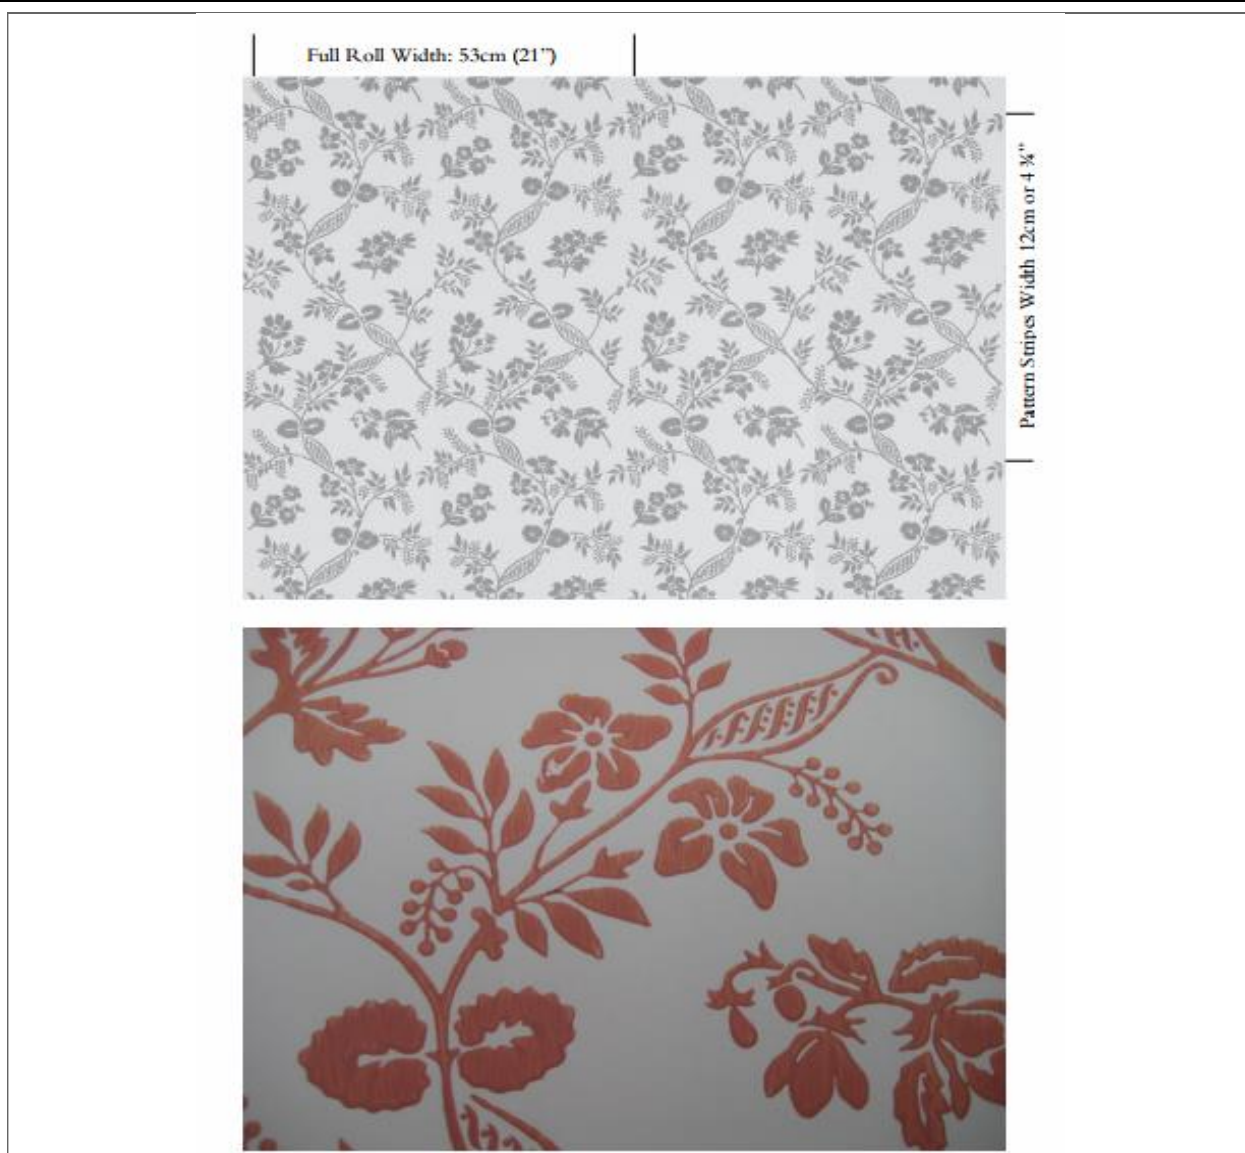 Full Roll Width: 53cm (21”)
Pattern Stripes Width 12cm or 4 ¾"